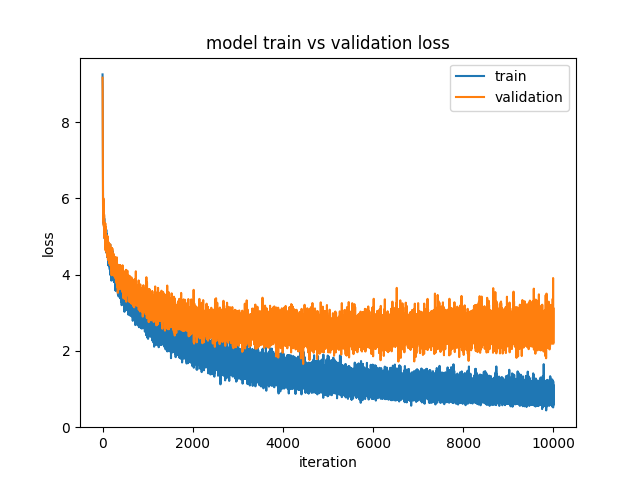 model train vs validation loss
train
validation
loss
8
6
4
2
0
0 2000 4000 6000 8000 10000
iteration